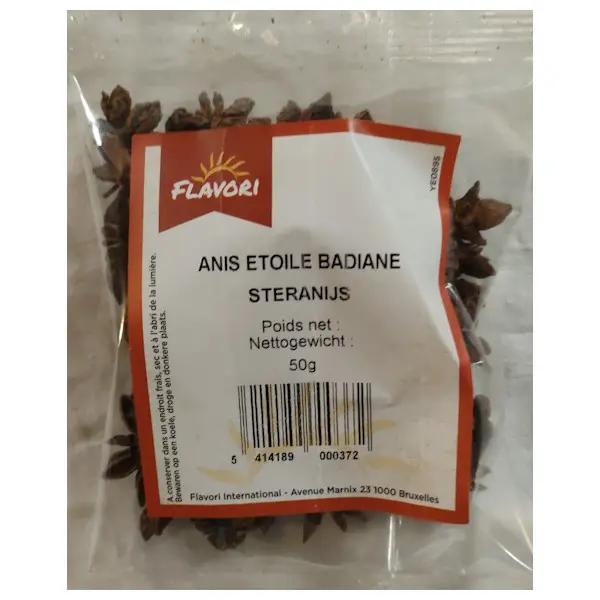 FLAVORI
YE0895
ANIS ETOILE BADIANE
STERANIJS
Poids net :
Nettogewicht :
50g
5 414189 000372
A conserver dans un endroit frais, sec et à l'abri de la lumière.
Bewaren op een koele, droge en donkere plaats.
Flavori International - Avenue Marnix 23 1000 Bruxelles